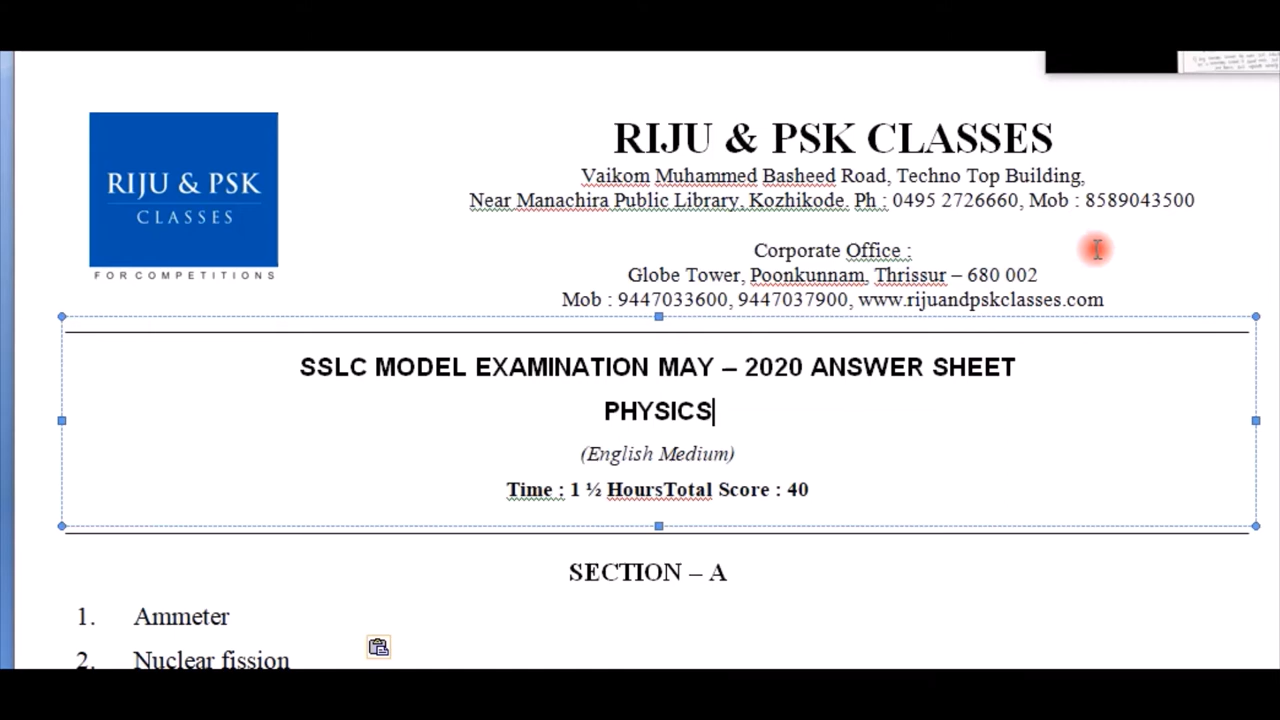 RIJU & PSK
CLASSES
FOR COMPETITIONS
RIJU & PSK CLASSES
Vaikom Muhammed Basheed Road, Techno Top Building,
Near Manachira Public Library, Kozhikode. Ph : 0495 2726660, Mob : 8589043500
Corporate Office :
Globe Tower, Poonkunnam, Thrissur – 680 002
Mob : 9447033600, 9447037900, www.rijuandpskclasses.com
SSLC MODEL EXAMINATION MAY – 2020 ANSWER SHEET
PHYSICS
(English Medium)
Time : 1 ½ HoursTotal Score : 40
SECTION – A
1. Ammeter
2. Nuclear fission